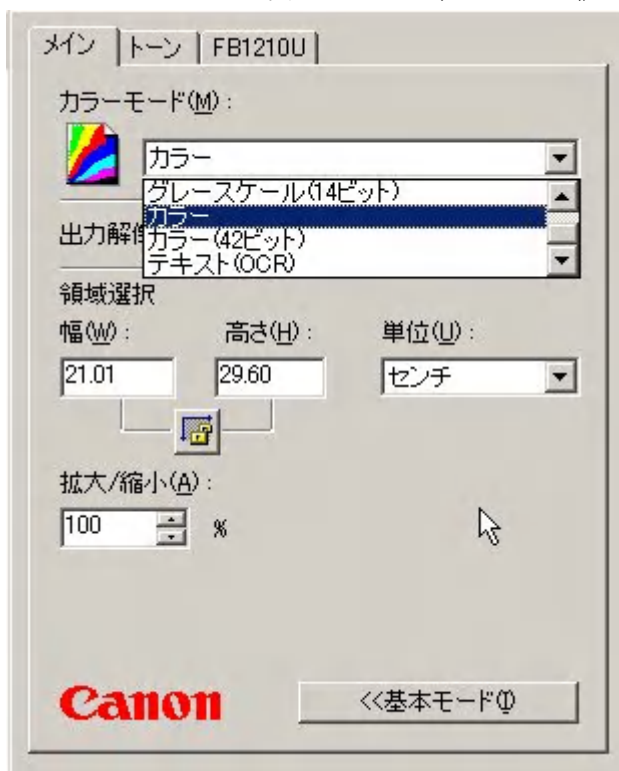 メイン トーン FB1210U
カラーモード(M):
カラー
グレースケール(14ビット)
カラー
カラー(42ビット)
テキスト(OCR)
出力解
領域選択
幅(W): 高さ(H): 単位(U):
21.01 29.60 センチ
拡大/縮小(A):
100 %
Canon <<基本モード(I)